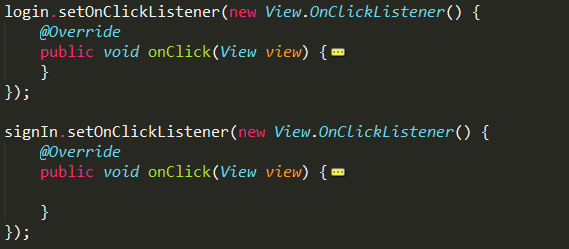 login.setOnClickListener(new View.OnClickListener() {
    @Override
    public void onClick(View view) {
    }
});

signIn.setOnClickListener(new View.OnClickListener() {
    @Override
    public void onClick(View view) {

    }
});